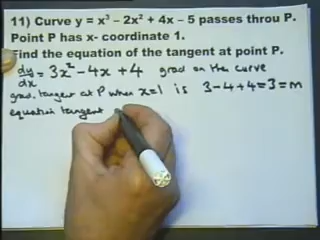 11) Curve y = x³ – 2x² + 4x – 5 passes throu P.
Point P has x- coordinate 1.
Find the equation of the tangent at point P.
dy/dx = 3x² - 4x + 4 grad on the curve
grad. tangent at P when x=1 is 3-4+4=3=m
equation tangent